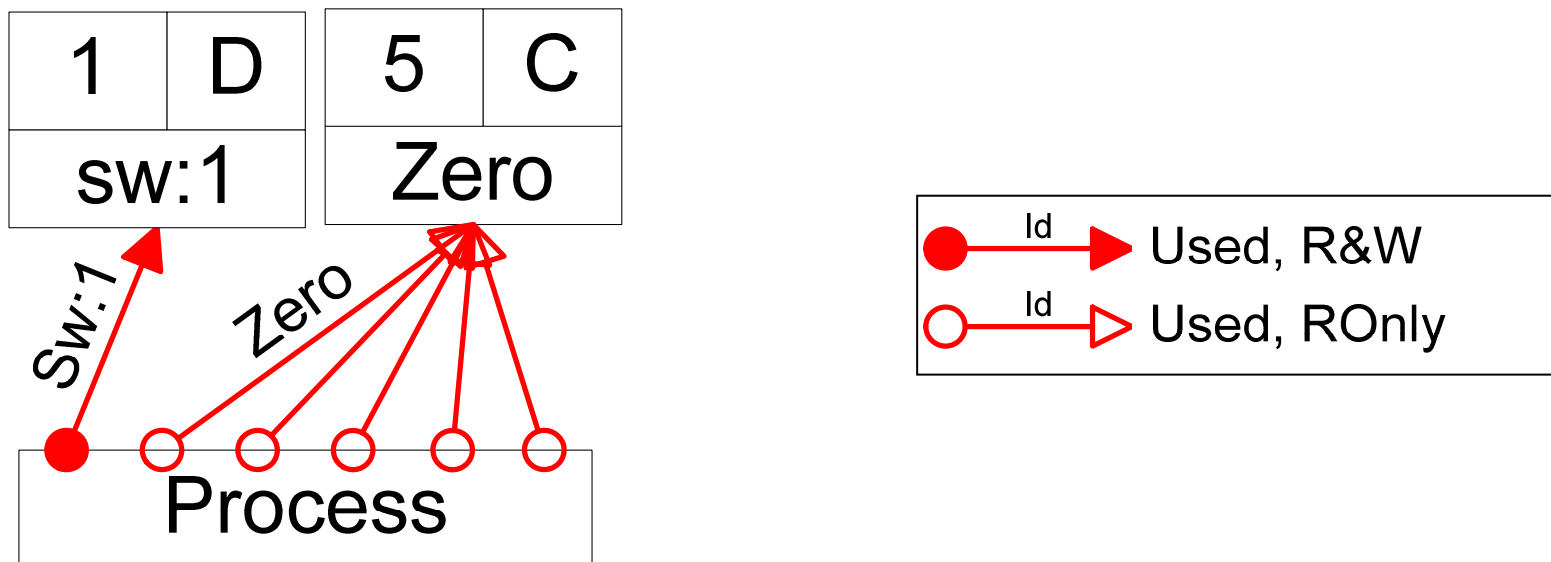 1 D
sw:1
5 C
Zero
Sw:1
Zero
Process
Id
Used, R&W
Id
Used, ROnly